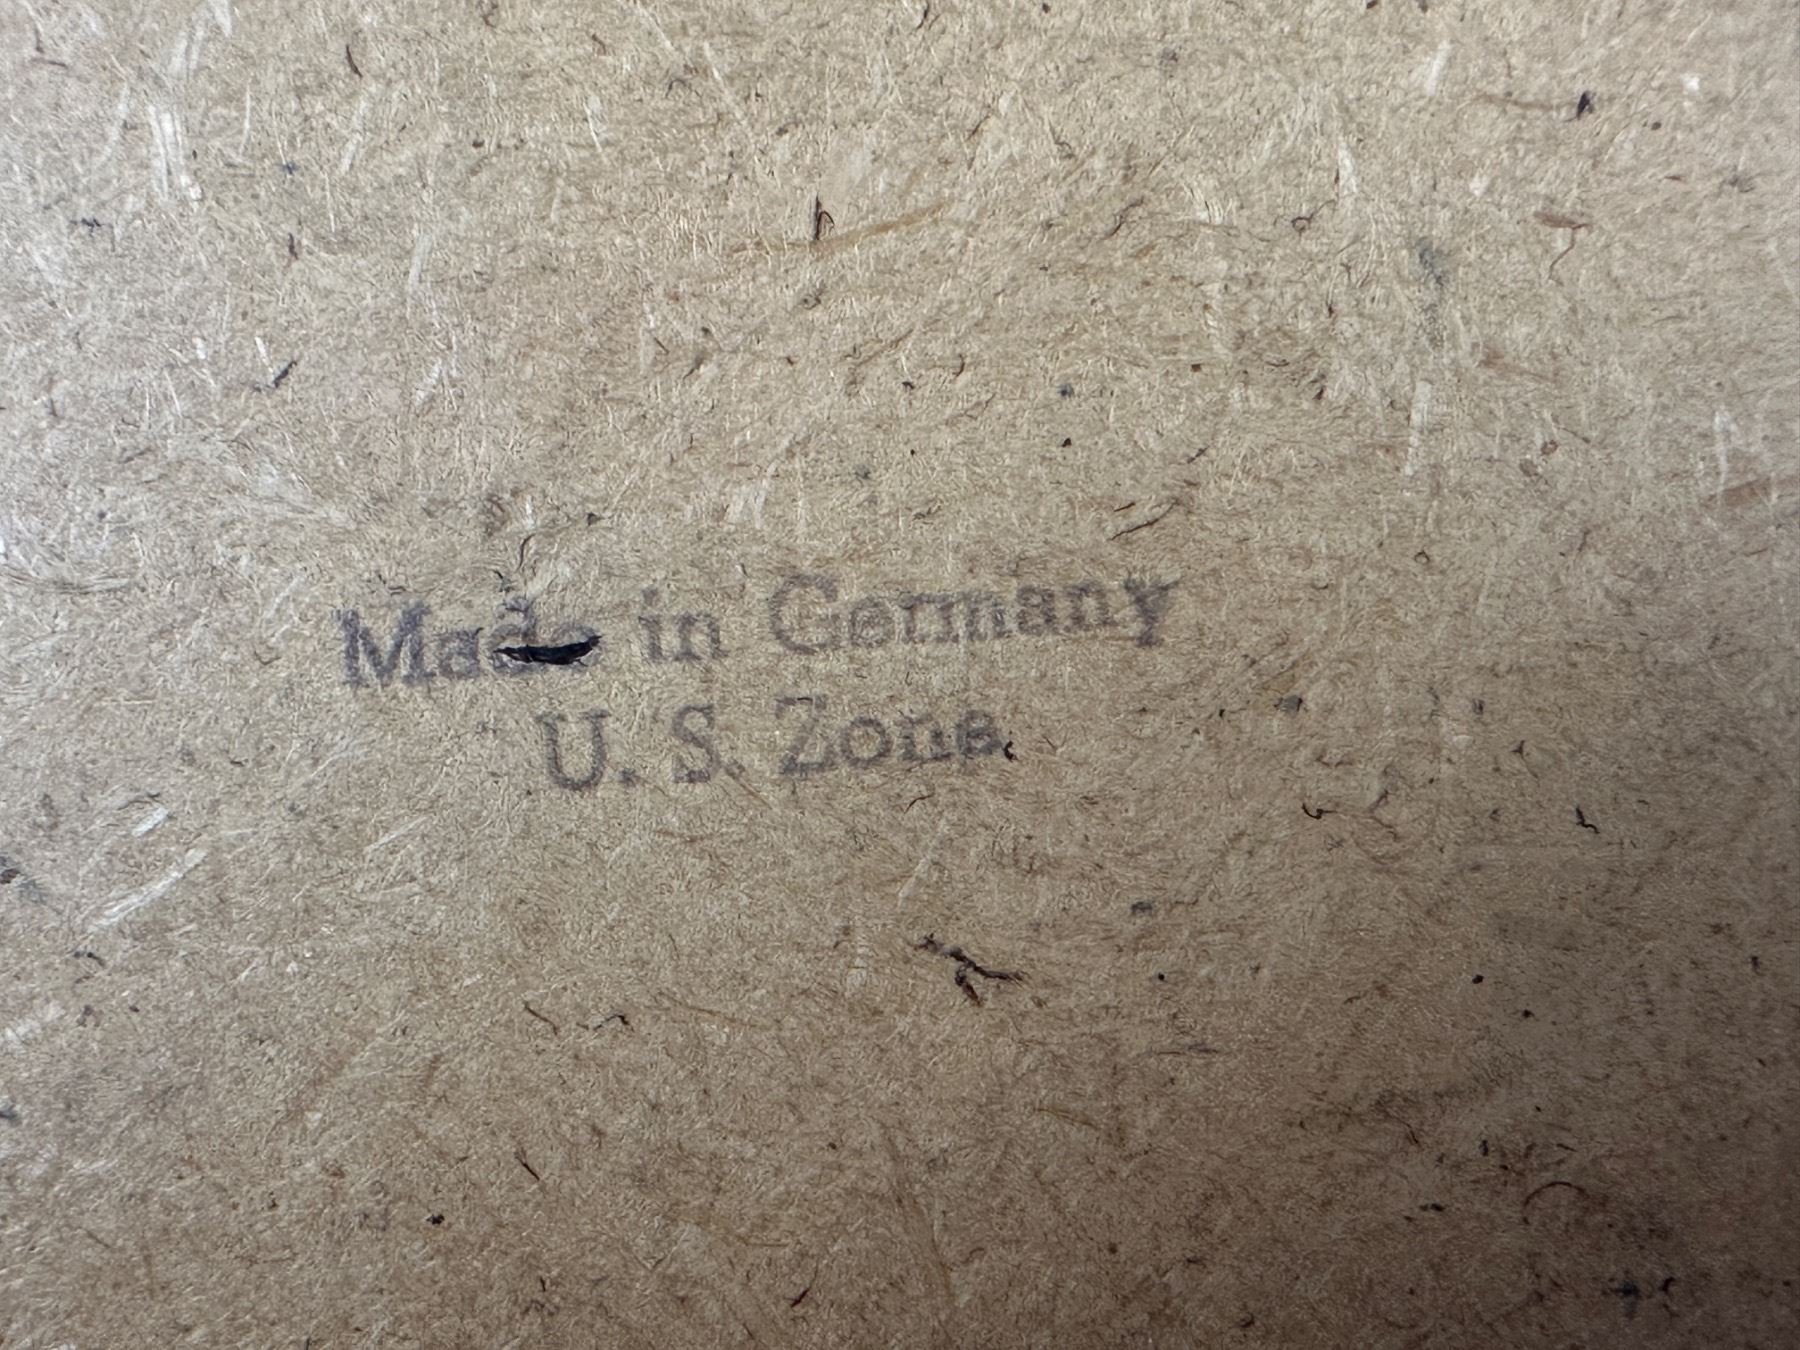 Made in Germany
U. S. Zone.